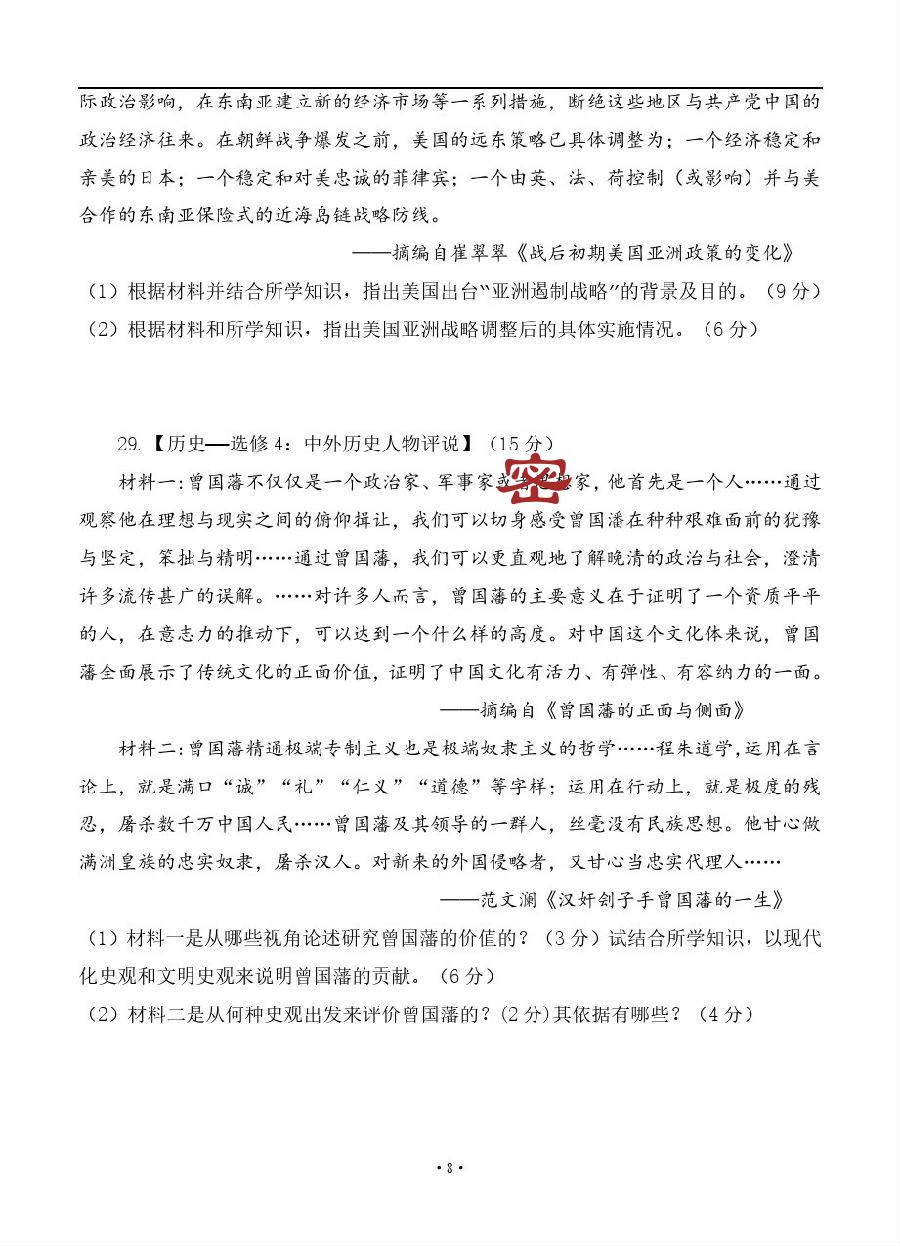 际政治影响，在东南亚建立新的经济市场等一系列措施，断绝这些地区与共产党中国的
政治经济往来。在朝鲜战争爆发之前，美国的远东策略已具体调整为；一个经济稳定和
亲美的日本；一个稳定和对美忠诚的菲律宾；一个由英、法、荷控制（或影响）并与美
合作的东南亚保险式的近海岛链战略防线。
——摘编自崔翠翠《战后初期美国亚洲政策的变化》
（1）根据材料并结合所学知识，指出美国出台“亚洲遏制战略”的背景及目的。（9 分）
（2）根据材料和所学知识，指出美国亚洲战略调整后的具体实施情况。（6 分）
29.【历史—选修 4：中外历史人物评说】（15 分）
材料一:曾国藩不仅仅是一个政治家、军事家或者思想家，他首先是一个人……通过
观察他在理想与现实之间的俯仰揖让，我们可以切身感受曾国潘在种种艰难面前的犹豫
与坚定，笨拙与精明……通过曾国藩，我们可以更直观地了解晚清的政治与社会，澄清
许多流传甚广的误解。……对许多人而言，曾国藩的主要意义在于证明了一个资质平平
的人，在意志力的推动下，可以达到一个什么样的高度。对中国这个文化体来说，曾国
藩全面展示了传统文化的正面价值，证明了中国文化有活力、有弹性、有容纳力的一面。
——摘编自《曾国藩的正面与侧面》
材料二:曾国藩精通极端专制主义也是极端奴隶主义的哲学……程朱道学,运用在言
论上，就是满口“诚”“礼”“仁义”“道德”等字样；运用在行动上，就是极度的残
忍，屠杀数千万中国人民……曾国藩及其领导的一群人，丝毫没有民族思想。他甘心做
满洲皇族的忠实奴隶，屠杀汉人。对新来的外国侵略者，又甘心当忠实代理人……
——范文澜《汉奸刽子手曾国藩的一生》
（1）材料一是从哪些视角论述研究曾国藩的价值的？（3 分）试结合所学知识，以现代
化史观和文明史观来说明曾国藩的贡献。（6 分）
（2）材料二是从何种史观出发来评价曾国藩的？(2 分)其依据有哪些？（4 分）
密
·8·